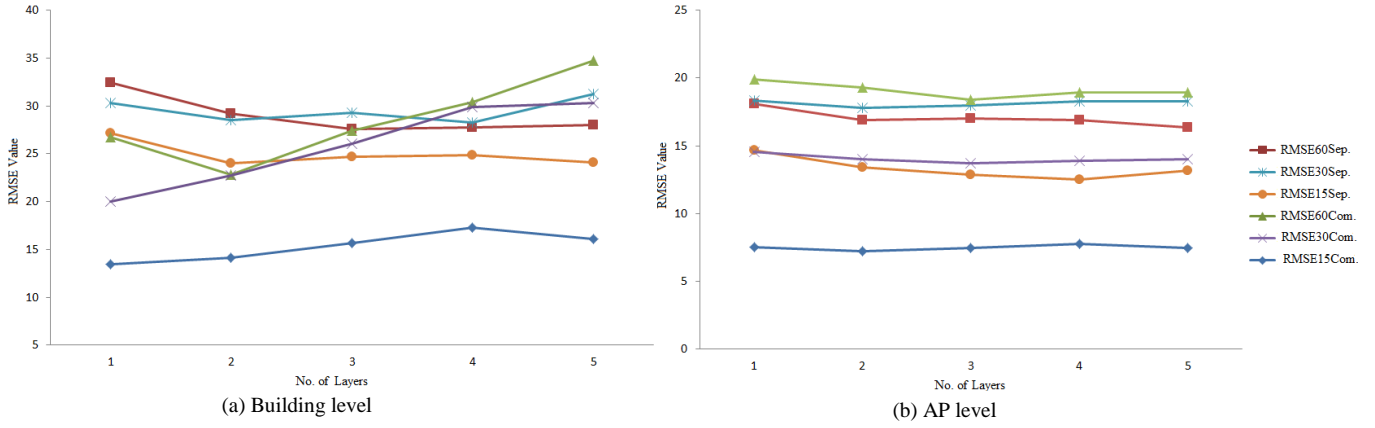 40
35
30
25
20
15
10
5
RMSE Value
1 2 3 4 5
No. of Layers
(a) Building level
25
20
15
10
5
0
RMSE Value
1 2 3 4 5
No. of Layers
(b) AP level
RMSE60Sep.
RMSE30Sep.
RMSE15Sep.
RMSE60Com.
RMSE30Com.
RMSE15Com.